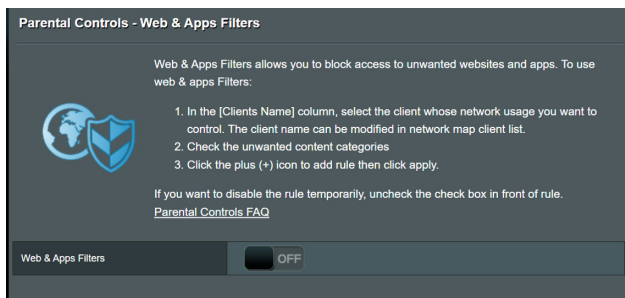 Parental Controls - Web & Apps Filters
Web & Apps Filters allows you to block access to unwanted websites and apps. To use
web & apps Filters:
1. In the [Clients Name] column, select the client whose network usage you want to
control. The client name can be modified in network map client list.
2. Check the unwanted content categories
3. Click the plus (+) icon to add rule then click apply.
If you want to disable the rule temporarily, uncheck the check box in front of rule.
Parental Controls FAQ
Web & Apps Filters
OFF